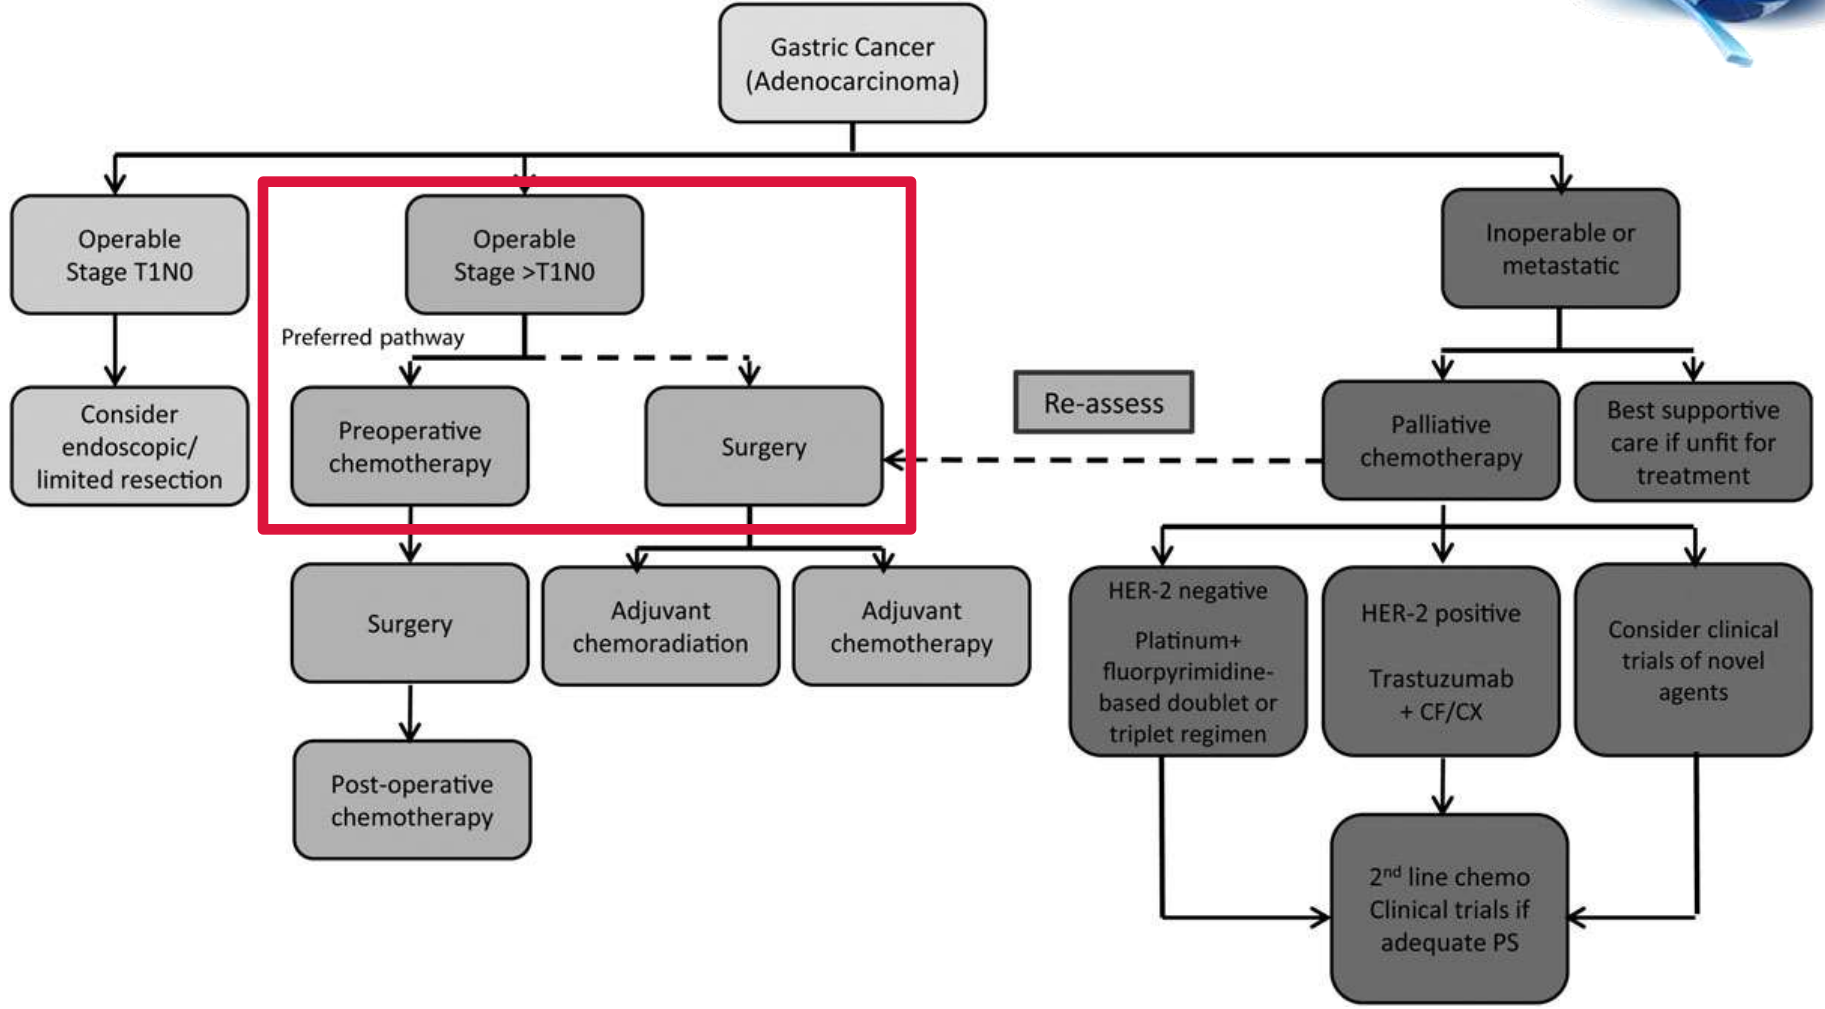 Gastric Cancer
(Adenocarcinoma)
Operable
Stage T1N0
Operable
Stage >T1N0
Inoperable or
metastatic
Preferred pathway
Consider
endoscopic/
limited resection
Preoperative
chemotherapy
Surgery
Re-assess
Palliative
chemotherapy
Best supportive
care if unfit for
treatment
Surgery
Adjuvant
chemoradiation
Adjuvant
chemotherapy
HER-2 negative
Platinum+
fluorpyrimidine-
based doublet or
triplet regimen
HER-2 positive
Trastuzumab
+ CF/CX
Consider clinical
trials of novel
agents
Post-operative
chemotherapy
2nd line chemo
Clinical trials if
adequate PS